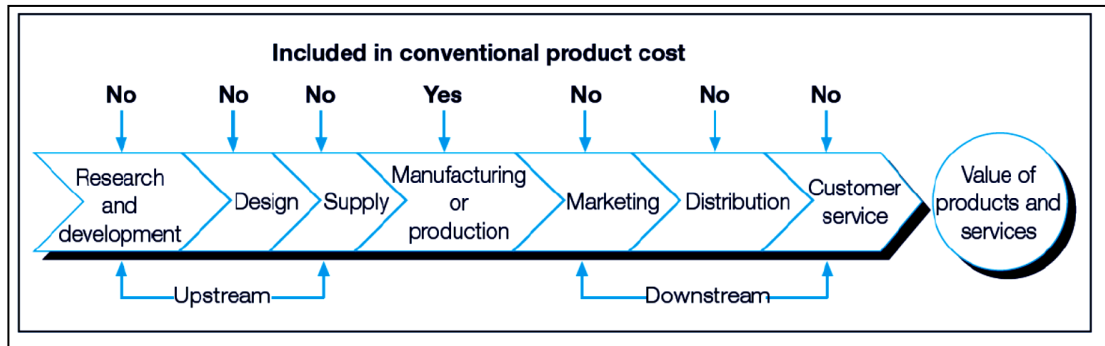 Included in conventional product cost
No No No Yes No No No
Research
and
development
Design
Supply
Manufacturing
or
production
Marketing
Distribution
Customer
service
Value of
products and
services
Upstream
Downstream